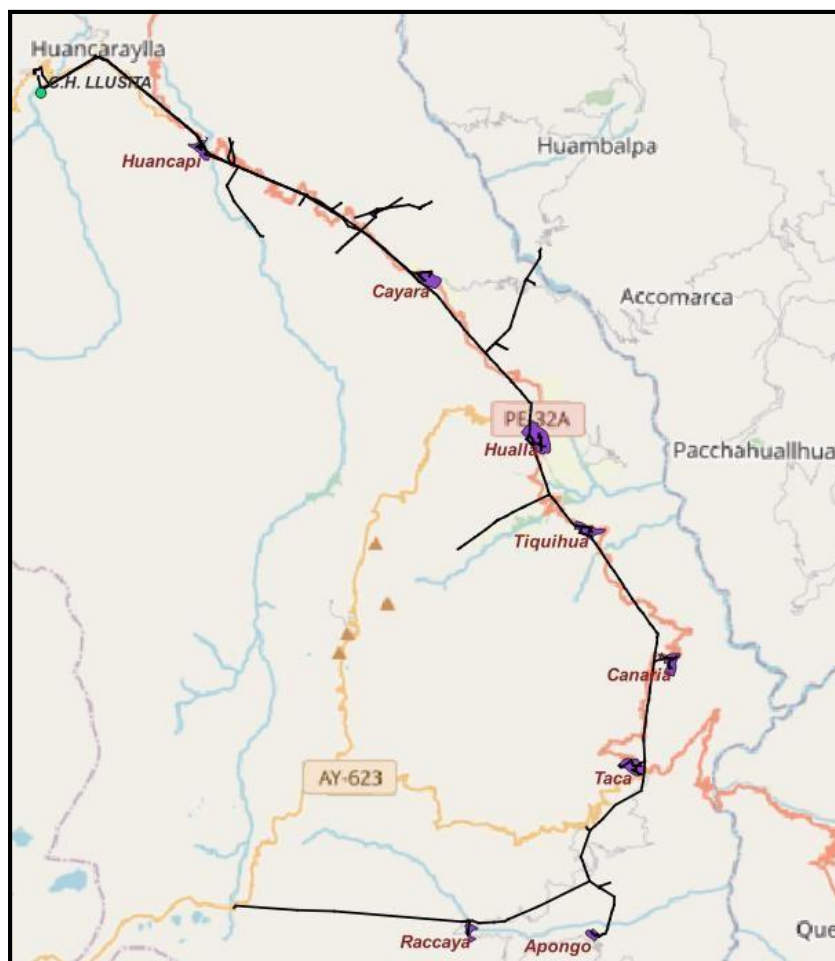 Huancaraylla
C.H. LLUSITA
Huambalpa
Huancapi
Cayara
Accomarca
PE-32A
Hualla
Pacchahuallhua
Tiquihua
Canaria
AY-623
Taca
Raccaya
Apongo
Que